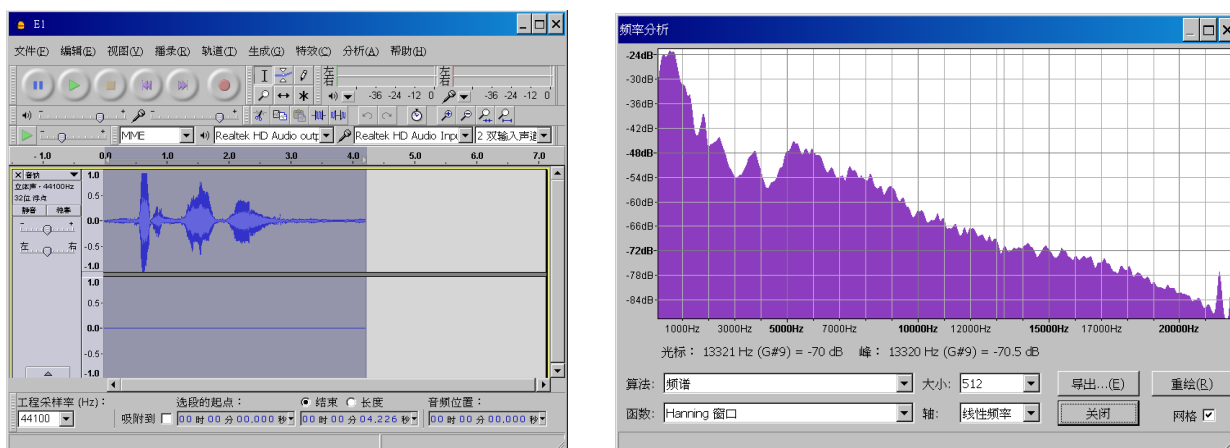 E1
文件(F) 编辑(E) 视图(V) 播录(R) 轨道(T) 生成(G) 特效(C) 分析(A) 帮助(H)
左 右
-36 -24 -12 0
左 右
-36 -24 -12 0
MME
Realtek HD Audio outp
Realtek HD Audio Inpu
2 双输入声道
- 1.0 0.0 1.0 2.0 3.0 4.0 5.0 6.0 7.0
音轨
立体声,44100Hz
32位 浮点
静音 独奏
- +
左 右
1.0
0.5-
0.0-
-0.5-
-1.0
1.0
0.5-
0.0-
-0.5-
-1.0
工程采样率 (Hz): 选段的起点: 结束 长度 音频位置:
44100 吸附到 00 时 00 分 00.000 秒 00 时 00 分 04.226 秒 00 时 00 分 00.000 秒
频率分析
-24dB
-30dB
-36dB
-42dB
-48dB
-54dB
-60dB
-66dB
-72dB
-78dB
-84dB
1000Hz 3000Hz 5000Hz 7000Hz 10000Hz 12000Hz 15000Hz 17000Hz 20000Hz
光标: 13321 Hz (G#9) = -70 dB 峰: 13320 Hz (G#9) = -70.5 dB
算法: 频谱 大小: 512 导出...(E) 重绘(R)
函数: Hanning 窗口 轴: 线性频率 关闭 网格